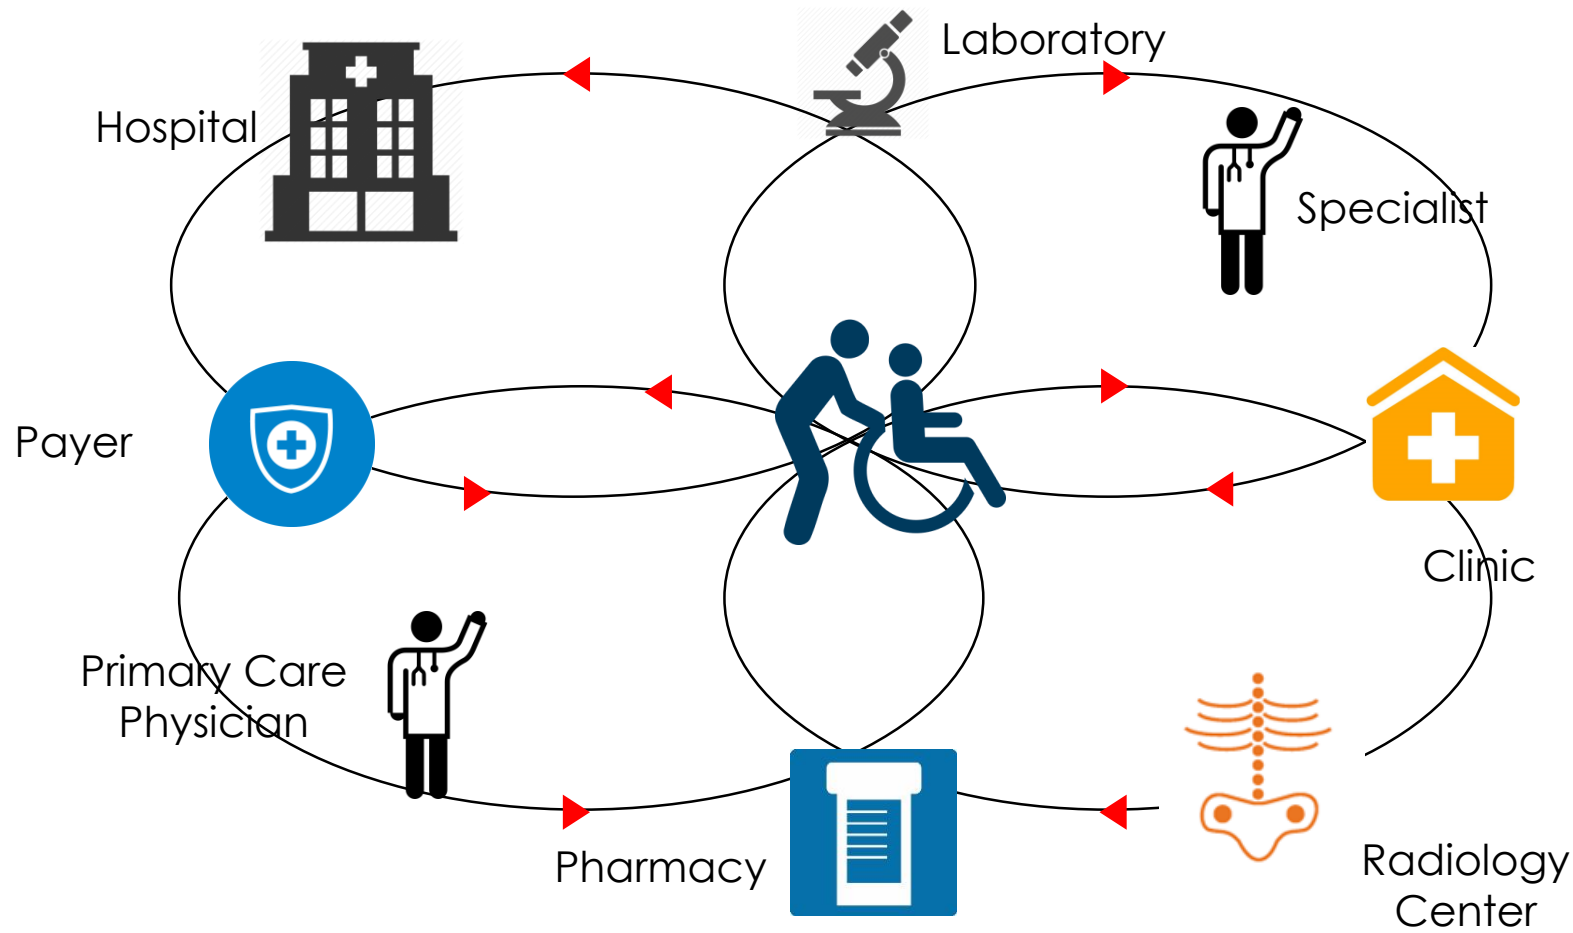 Laboratory
Hospital
Specialist
Payer
Clinic
Primary Care
Physician
Pharmacy
Radiology
Center